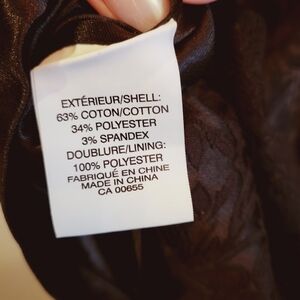 EXTÉRIEUR/SHELL:
63% COTON/COTTON
34% POLYESTER
3% SPANDEX
DOUBLURE/LINING:
100% POLYESTER
FABRIQUÉ EN CHINE
MADE IN CHINA
CA 00655